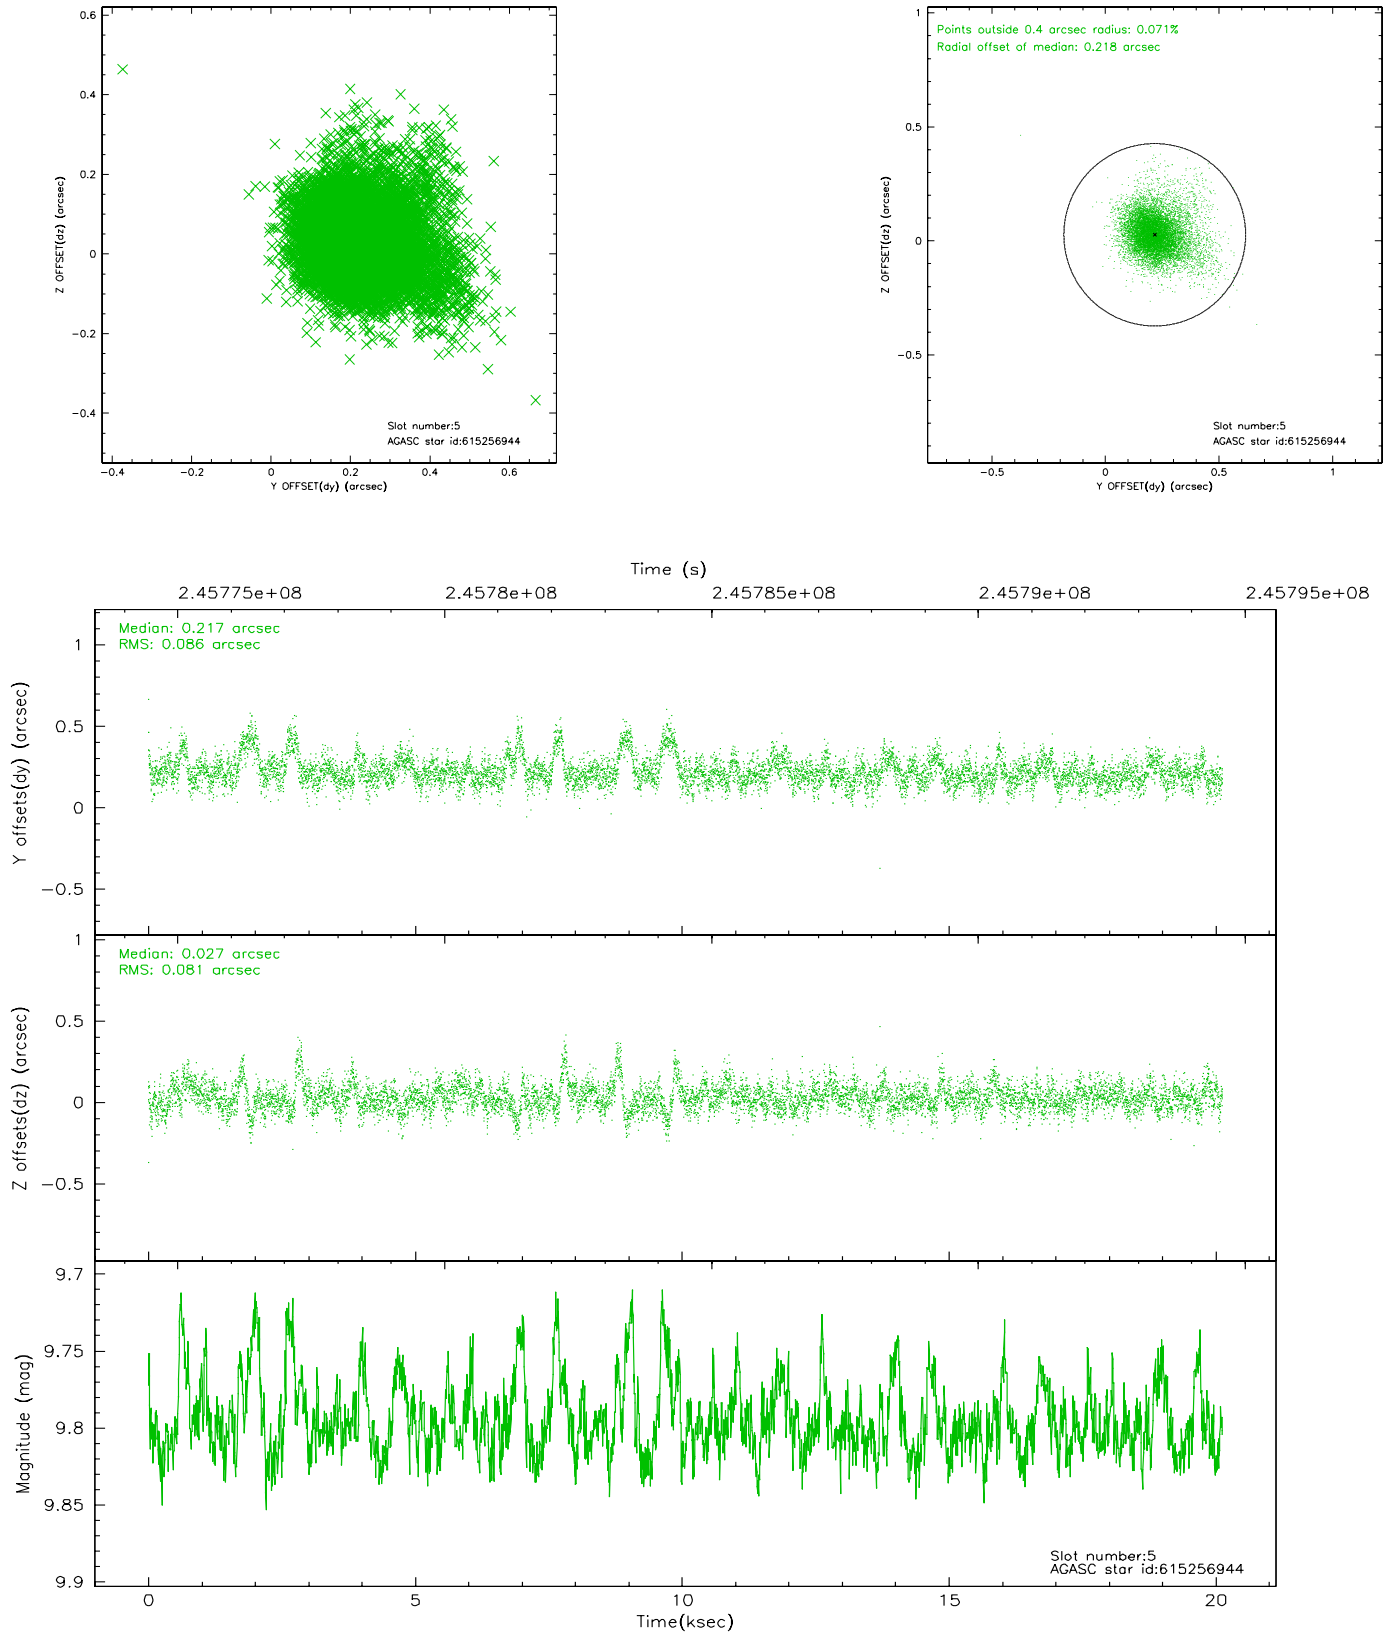 0.6
0.4
0.2
0
−0.2
−0.4
Z OFFSET(dz) (arcsec)
Slot number:5
AGASC star id:615256944
−0.4 −0.2 0 0.2 0.4 0.6
Y OFFSET(dy) (arcsec)
1
0.5
0
−0.5
Z OFFSET(dz) (arcsec)
Points outside 0.4 arcsec radius: 0.071%
Radial offset of median: 0.218 arcsec
Slot number:5
AGASC star id:615256944
−0.5 0 0.5 1
Y OFFSET(dy) (arcsec)
Time (s)
2.45775e+08 2.4578e+08 2.45785e+08 2.4579e+08 2.45795e+08
Median: 0.217 arcsec
RMS: 0.086 arcsec
1
0.5
0
−0.5
Y offsets(dy) (arcsec)
Median: 0.027 arcsec
RMS: 0.081 arcsec
1
0.5
0
−0.5
Z offsets(dz) (arcsec)
9.7
9.75
9.8
9.85
9.9
Magnitude (mag)
Slot number:5
AGASC star id:615256944
0 5 10 15 20
Time(ksec)